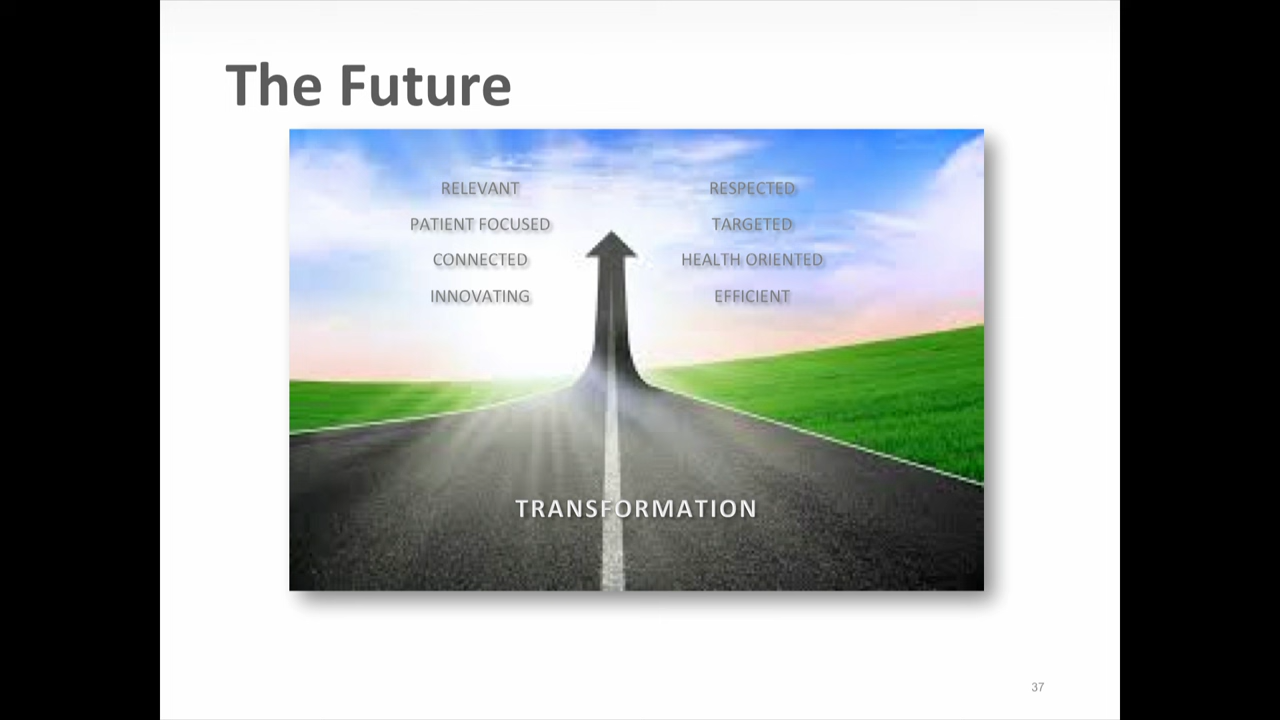 The Future
RELEVANT
PATIENT FOCUSED
CONNECTED
INNOVATING
RESPECTED
TARGETED
HEALTH ORIENTED
EFFICIENT
TRANSFORMATION
37